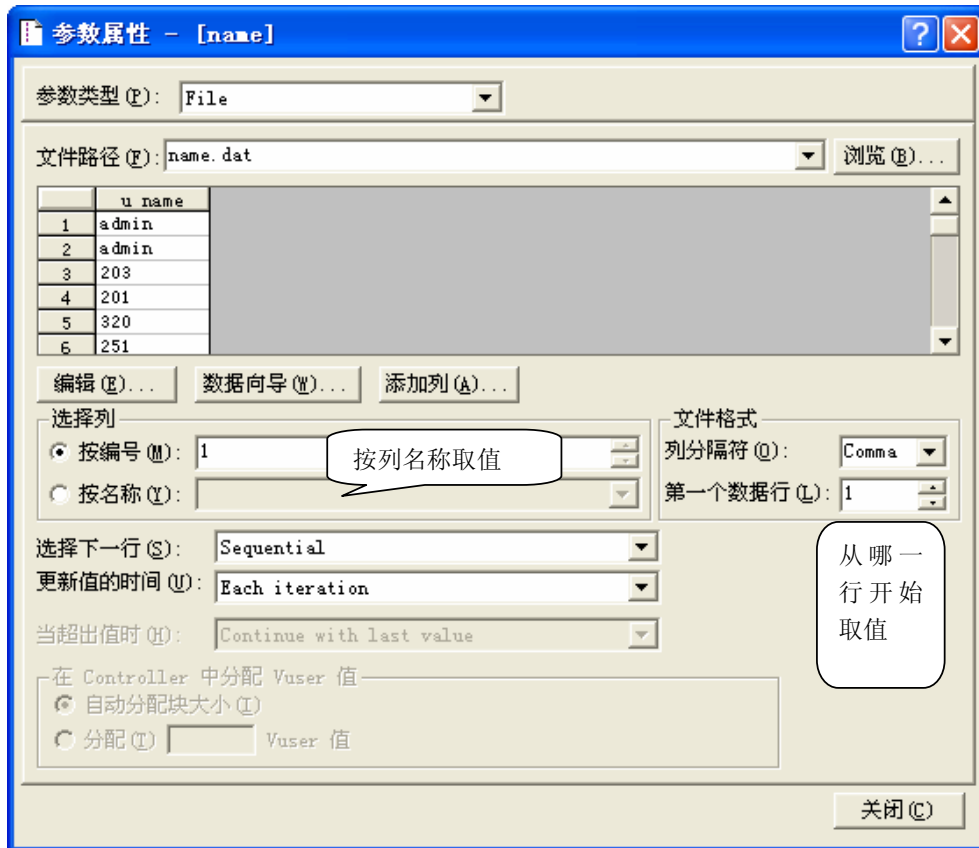 参数属性 - [name]
参数类型(P): File
文件路径(F): name.dat 浏览(B)...
u name
1 admin
2 admin
3 203
4 201
5 320
6 251
编辑(E)... 数据向导(W)... 添加列(A)...
选择列
按编号(M): 1
按名称(Y):
按列名称取值
文件格式
列分隔符(O): Comma
第一个数据行(L): 1
从哪一
行开始
取值
选择下一行(S): Sequential
更新值的时间(U): Each iteration
当超出值时(H): Continue with last value
在 Controller 中分配 Vuser 值
自动分配块大小(I)
分配(T) Vuser 值
关闭(C)